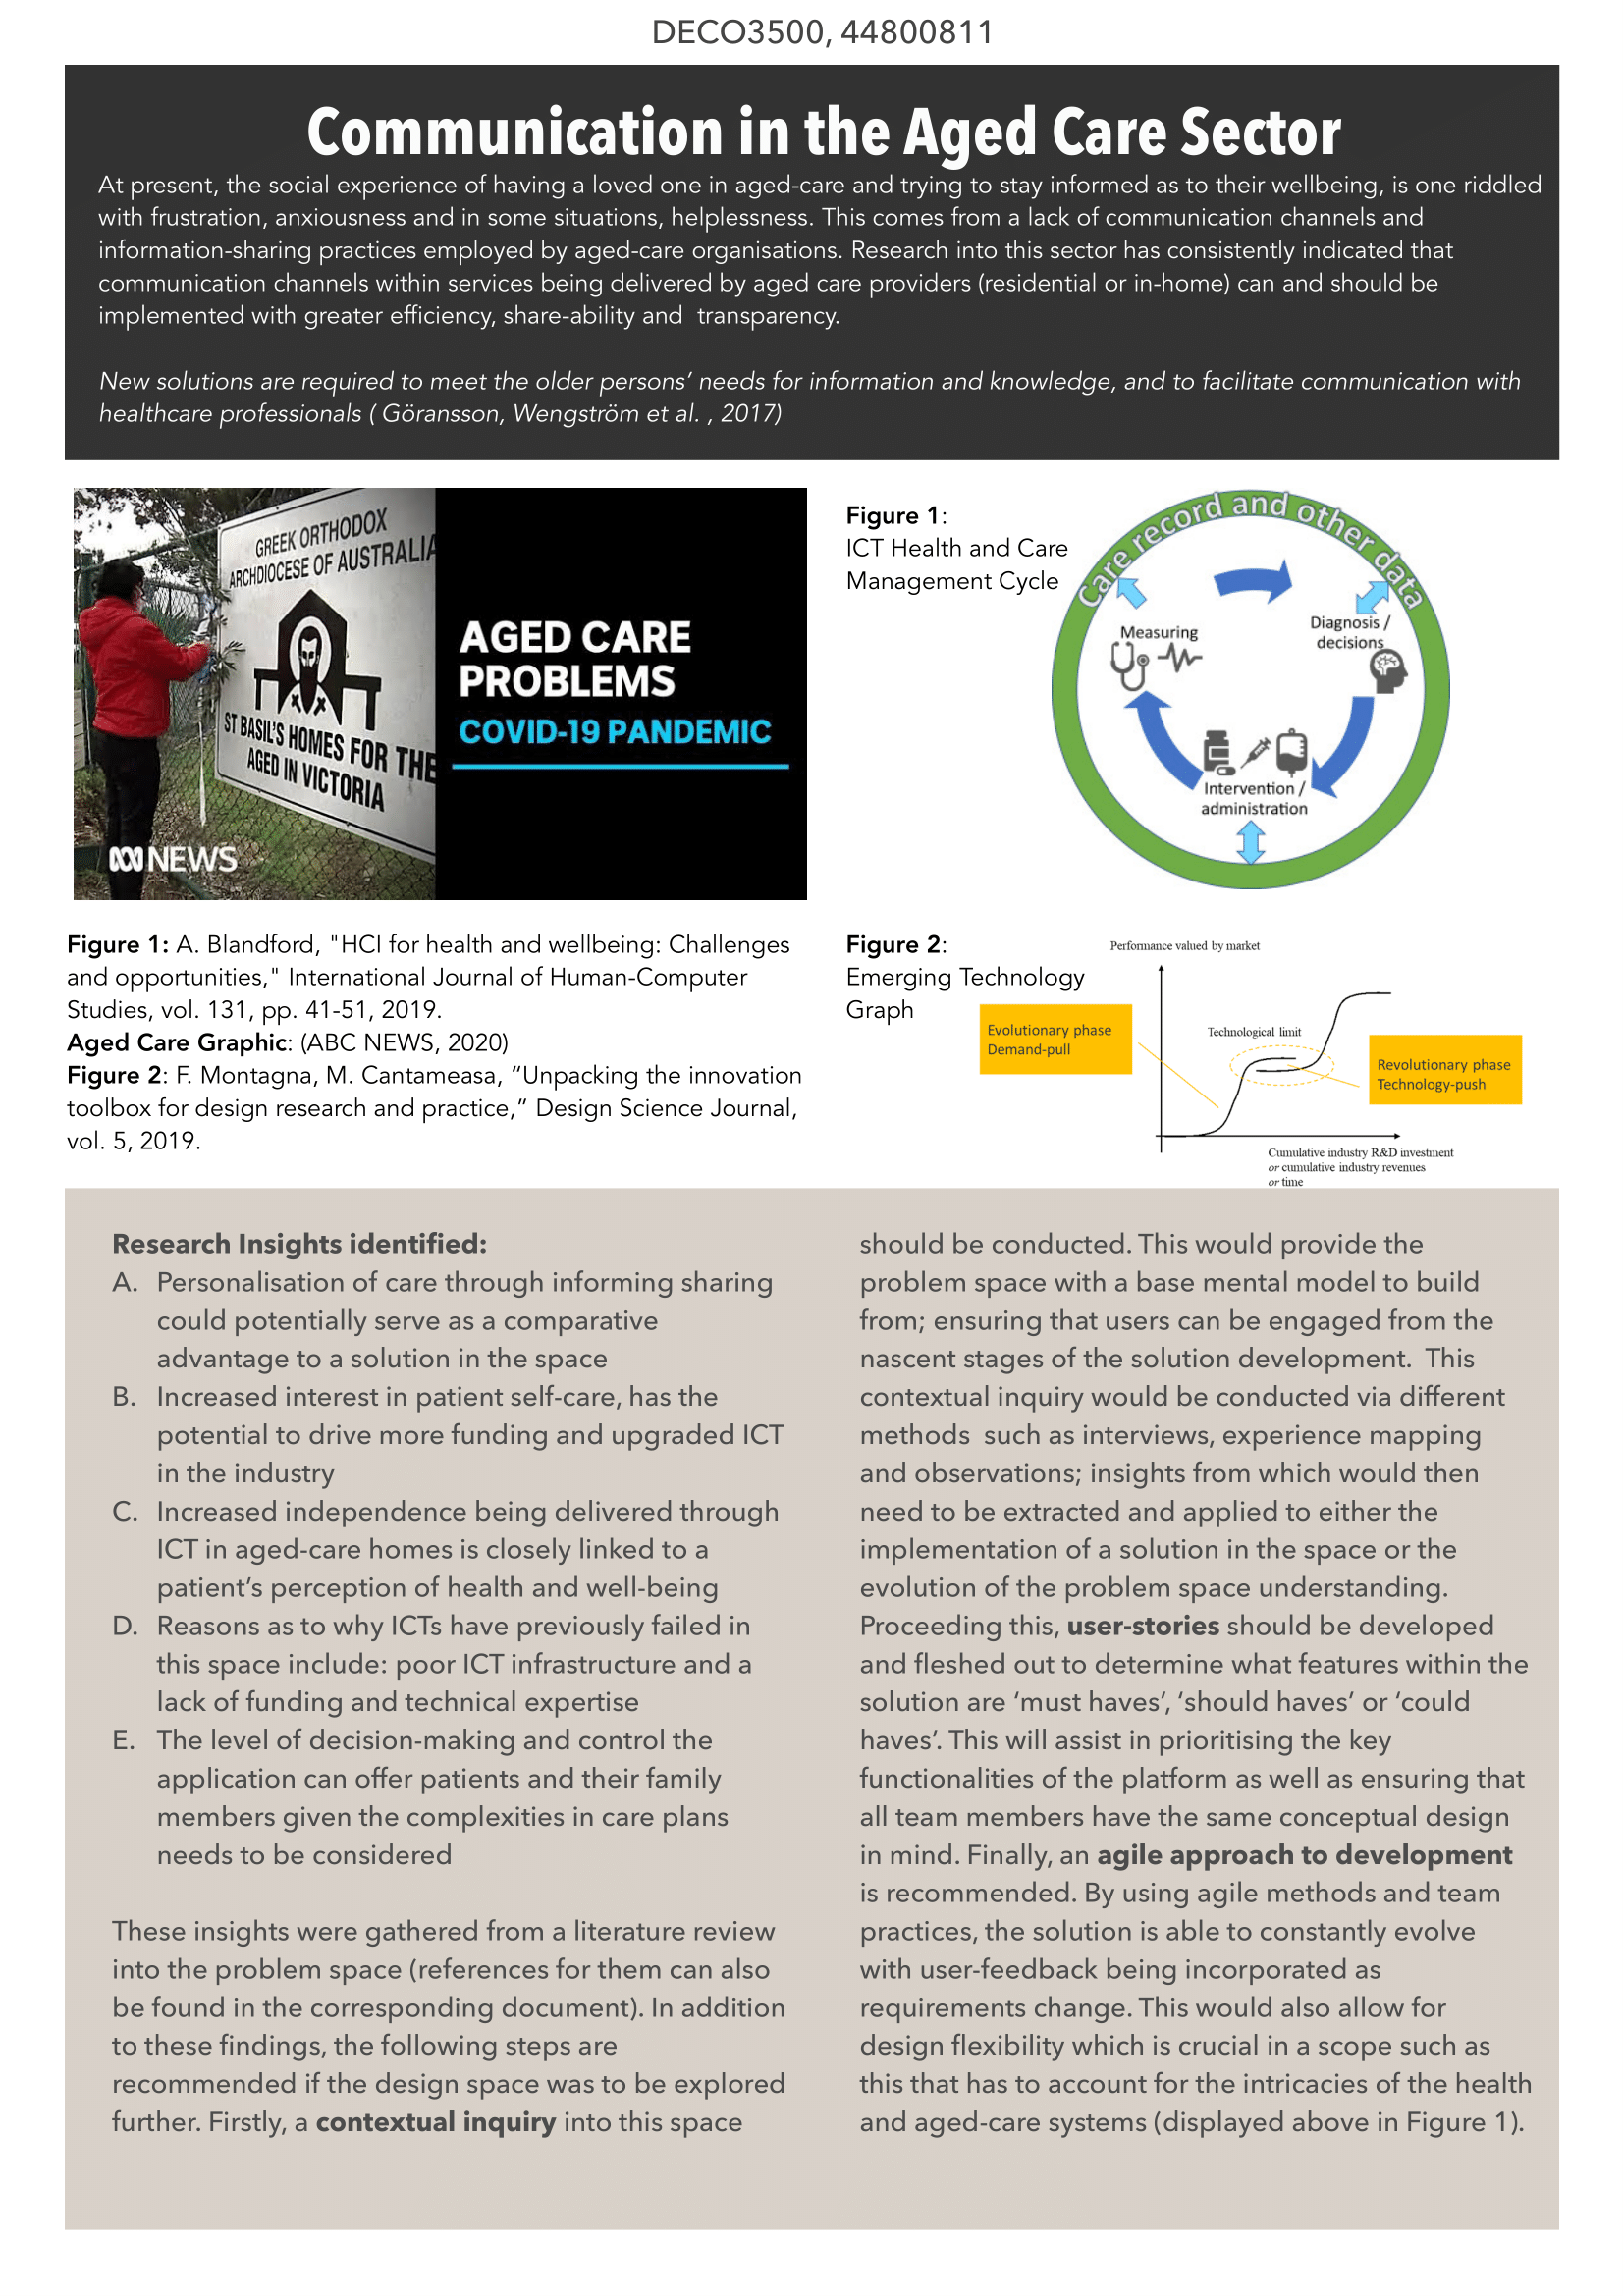 DECO3500, 44800811
Communication in the Aged Care Sector
At present, the social experience of having a loved one in aged-care and trying to stay informed as to their wellbeing, is one riddled
with frustration, anxiousness and in some situations, helplessness. This comes from a lack of communication channels and
information-sharing practices employed by aged-care organisations. Research into this sector has consistently indicated that
communication channels within services being delivered by aged care providers (residential or in-home) can and should be
implemented with greater efficiency, share-ability and  transparency.
New solutions are required to meet the older persons’ needs for information and knowledge, and to facilitate communication with
healthcare professionals ( Göransson, Wengström et al. , 2017)
GREEK ORTHODOX
ARCHDIOCESE OF AUSTRALIA
ST BASIL'S HOMES FOR THE
AGED IN VICTORIA
NEWS
AGED CARE
PROBLEMS
COVID-19 PANDEMIC
Figure 1:
ICT Health and Care
Management Cycle
Care record and other data
Measuring
Diagnosis /
decisions
Intervention /
administration
Figure 1: A. Blandford, "HCI for health and wellbeing: Challenges
and opportunities," International Journal of Human-Computer
Studies, vol. 131, pp. 41-51, 2019.
Aged Care Graphic: (ABC NEWS, 2020)
Figure 2: F. Montagna, M. Cantameasa, “Unpacking the innovation
toolbox for design research and practice,” Design Science Journal,
vol. 5, 2019.
Figure 2:
Emerging Technology
Graph
Performance valued by market
Evolutionary phase
Demand-pull
Technological limit
Revolutionary phase
Technology-push
Cumulative industry R&D investment
or cumulative industry revenues
or time
Research Insights identified:
A. Personalisation of care through informing sharing
could potentially serve as a comparative
advantage to a solution in the space
B. Increased interest in patient self-care, has the
potential to drive more funding and upgraded ICT
in the industry
C. Increased independence being delivered through
ICT in aged-care homes is closely linked to a
patient’s perception of health and well-being
D. Reasons as to why ICTs have previously failed in
this space include: poor ICT infrastructure and a
lack of funding and technical expertise
E. The level of decision-making and control the
application can offer patients and their family
members given the complexities in care plans
needs to be considered
These insights were gathered from a literature review
into the problem space (references for them can also
be found in the corresponding document). In addition
to these findings, the following steps are
recommended if the design space was to be explored
further. Firstly, a contextual inquiry into this space
should be conducted. This would provide the
problem space with a base mental model to build
from; ensuring that users can be engaged from the
nascent stages of the solution development.  This
contextual inquiry would be conducted via different
methods  such as interviews, experience mapping
and observations; insights from which would then
need to be extracted and applied to either the
implementation of a solution in the space or the
evolution of the problem space understanding.
Proceeding this, user-stories should be developed
and fleshed out to determine what features within the
solution are ‘must haves’, ‘should haves’ or ‘could
haves’. This will assist in prioritising the key
functionalities of the platform as well as ensuring that
all team members have the same conceptual design
in mind. Finally, an agile approach to development
is recommended. By using agile methods and team
practices, the solution is able to constantly evolve
with user-feedback being incorporated as
requirements change. This would also allow for
design flexibility which is crucial in a scope such as
this that has to account for the intricacies of the health
and aged-care systems (displayed above in Figure 1).